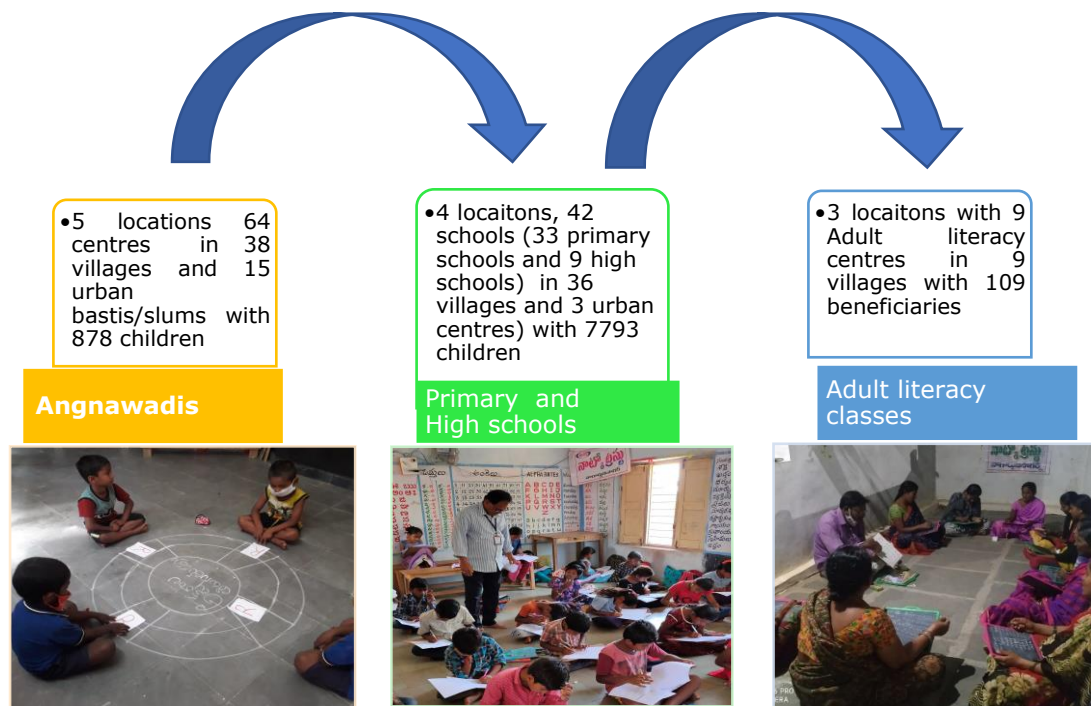 •5 locations 64
centres in 38
villages and 15
urban
bastis/slums with
878 children
Angnawadis
•4 locaitons, 42
schools (33 primary
schools and 9 high
schools) in 36
villages and 3 urban
centres) with 7793
children
Primary and
High schools
•3 locaitons with 9
Adult literacy
centres in 9
villages with 109
beneficiaries
Adult literacy
classes
నాట్కో ట్రస్టు